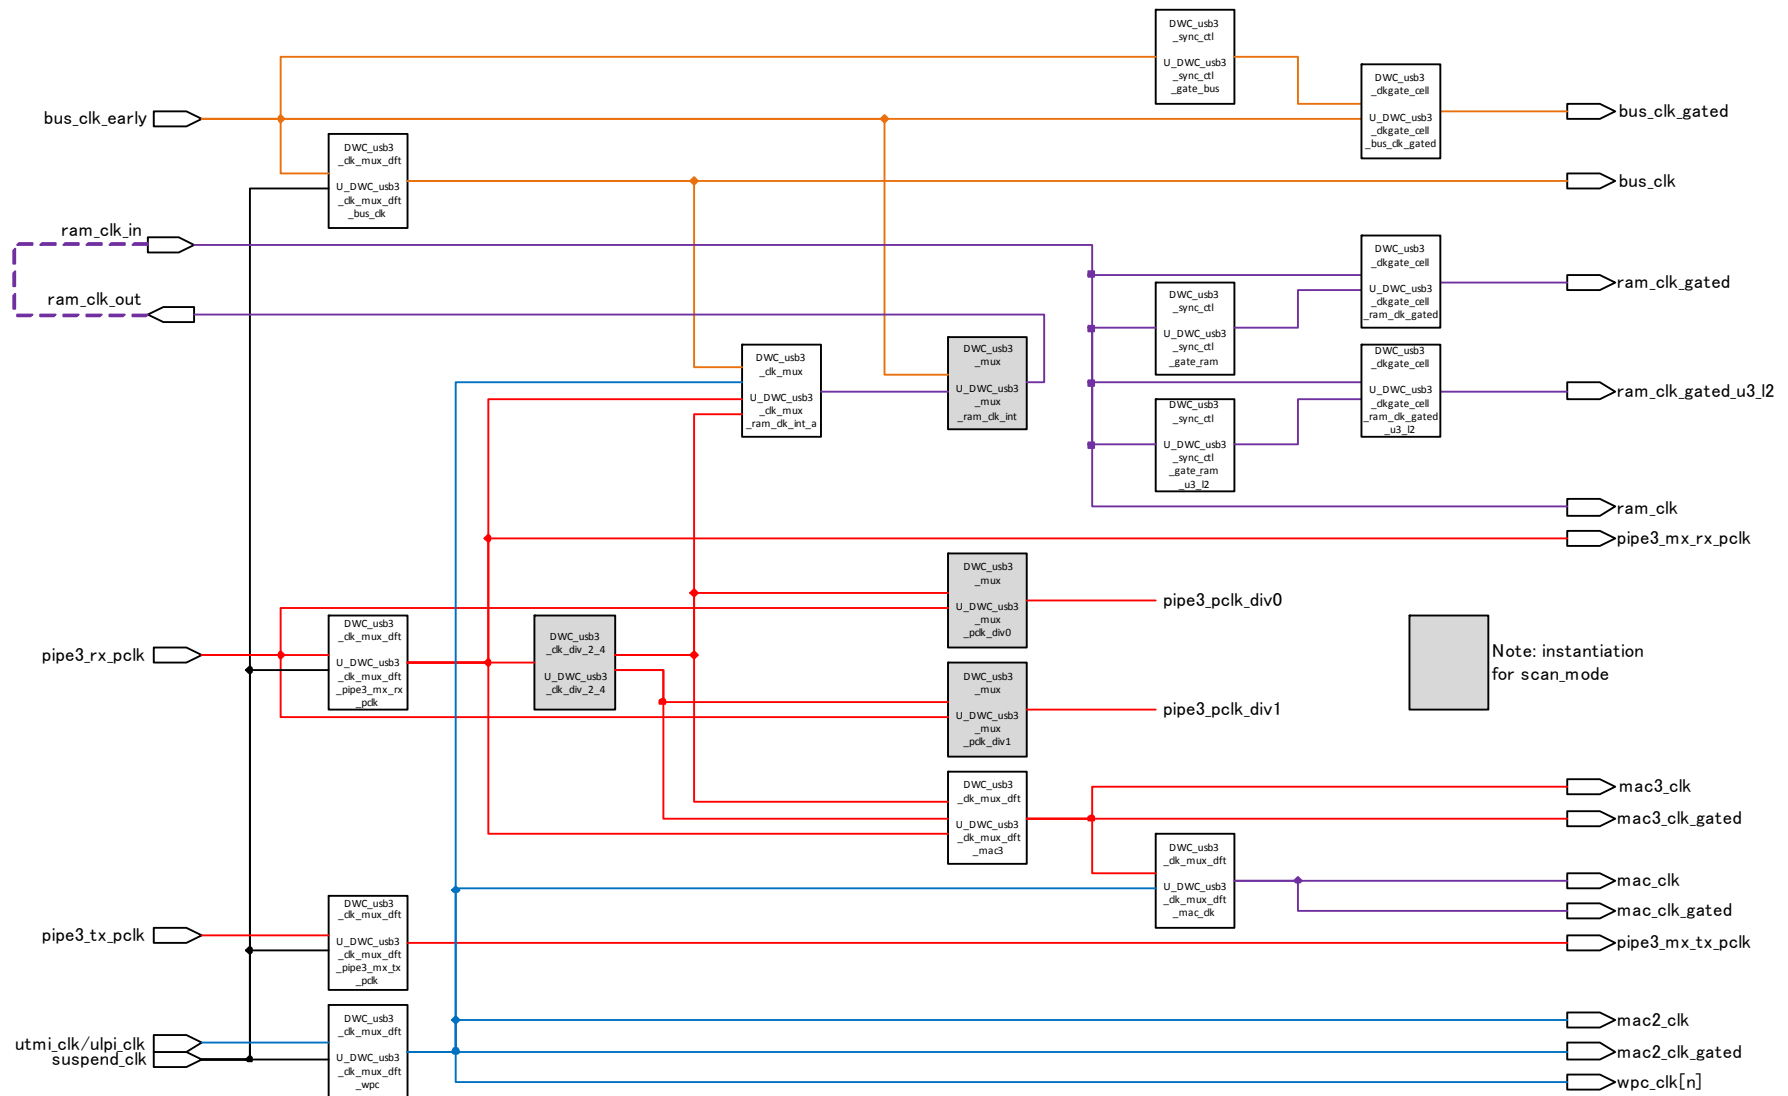 DWC_usb3
_sync_ctl
U_DWC_usb3
_sync_ctl
_gate_bus
DWC_usb3
_clkgate_cell
U_DWC_usb3
_clkgate_cell
_bus_clk_gated
bus_clk_early
bus_clk_gated
DWC_usb3
_clk_mux_dft
U_DWC_usb3
_clk_mux_dft
_bus_clk
bus_clk
ram_clk_in
DWC_usb3
_clkgate_cell
U_DWC_usb3
_clkgate_cell
_ram_clk_gated
ram_clk_gated
ram_clk_out
DWC_usb3
_sync_ctl
U_DWC_usb3
_sync_ctl
_gate_ram
DWC_usb3
_clk_mux
U_DWC_usb3
_clk_mux
_ram_clk_int_a
DWC_usb3
_mux
U_DWC_usb3
_mux
_ram_clk_int
DWC_usb3
_clkgate_cell
U_DWC_usb3
_clkgate_cell
_ram_clk_gated
_u3_l2
ram_clk_gated_u3_l2
DWC_usb3
_sync_ctl
U_DWC_usb3
_sync_ctl
_gate_ram
_u3_l2
ram_clk
pipe3_mx_rx_pclk
DWC_usb3
_mux
U_DWC_usb3
_mux
_pclk_div0
pipe3_pclk_div0
pipe3_rx_pclk
DWC_usb3
_clk_mux_dft
U_DWC_usb3
_clk_mux_dft
_pipe3_mx_rx
_pclk
DWC_usb3
_clk_div_2_4
U_DWC_usb3
_clk_div_2_4
Note: instantiation
for scan_mode
DWC_usb3
_mux
U_DWC_usb3
_mux
_pclk_div1
pipe3_pclk_div1
DWC_usb3
_clk_mux_dft
U_DWC_usb3
_clk_mux_dft
_mac3
mac3_clk
mac3_clk_gated
DWC_usb3
_clk_mux_dft
U_DWC_usb3
_clk_mux_dft
_mac_clk
mac_clk
mac_clk_gated
pipe3_tx_pclk
DWC_usb3
_clk_mux_dft
U_DWC_usb3
_clk_mux_dft
_pipe3_mx_tx
_pclk
pipe3_mx_tx_pclk
utmi_clk/ulpi_clk
suspend_clk
DWC_usb3
_clk_mux_dft
U_DWC_usb3
_clk_mux_dft
_wpc
mac2_clk
mac2_clk_gated
wpc_clk[n]